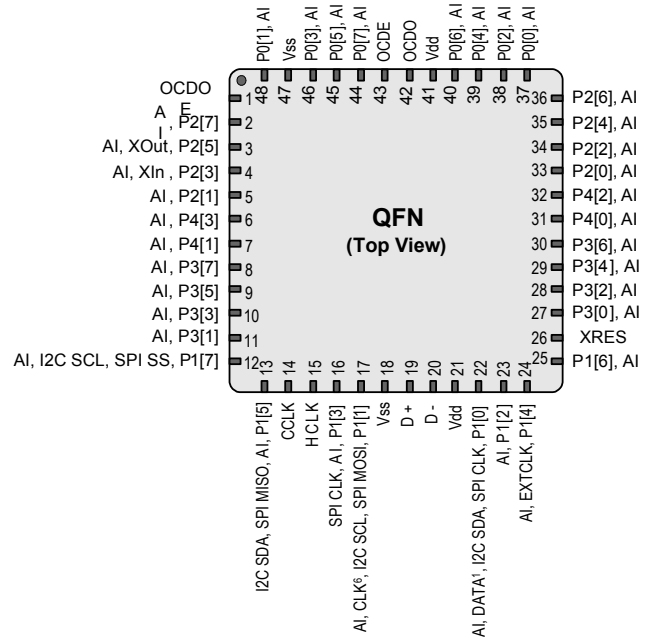 P0[1], AI
Vss
P0[3], AI
P0[5], AI
P0[7], AI
OCDE
OCDO
Vdd
P0[6], AI
P0[4], AI
P0[2], AI
P0[0], AI
48
47
46
45
44
43
42
41
40
39
38
37
OCDO
E
1
A
I , P2[7]
2
AI, XOut, P2[5]
3
AI, XIn , P2[3]
4
AI , P2[1]
5
AI , P4[3]
6
AI , P4[1]
7
AI, P3[7]
8
AI, P3[5]
9
AI, P3[3]
10
AI, P3[1]
11
AI, I2C SCL, SPI SS, P1[7]
12
QFN
(Top View)
36 P2[6], AI
35 P2[4], AI
34 P2[2], AI
33 P2[0], AI
32 P4[2], AI
31 P4[0], AI
30 P3[6], AI
29 P3[4], AI
28 P3[2], AI
27 P3[0], AI
26 XRES
25 P1[6], AI
13
14
15
16
17
18
19
20
21
22
23
24
I2C SDA, SPI MISO, AI, P1[5]
CCLK
HCLK
SPI CLK, AI, P1[3]
AI, CLK⁶, I2C SCL, SPI MOSI, P1[1]
Vss
D +
D -
Vdd
AI, DATA¹, I2C SDA, SPI CLK, P1[0]
AI, P1[2]
AI, EXTCLK, P1[4]